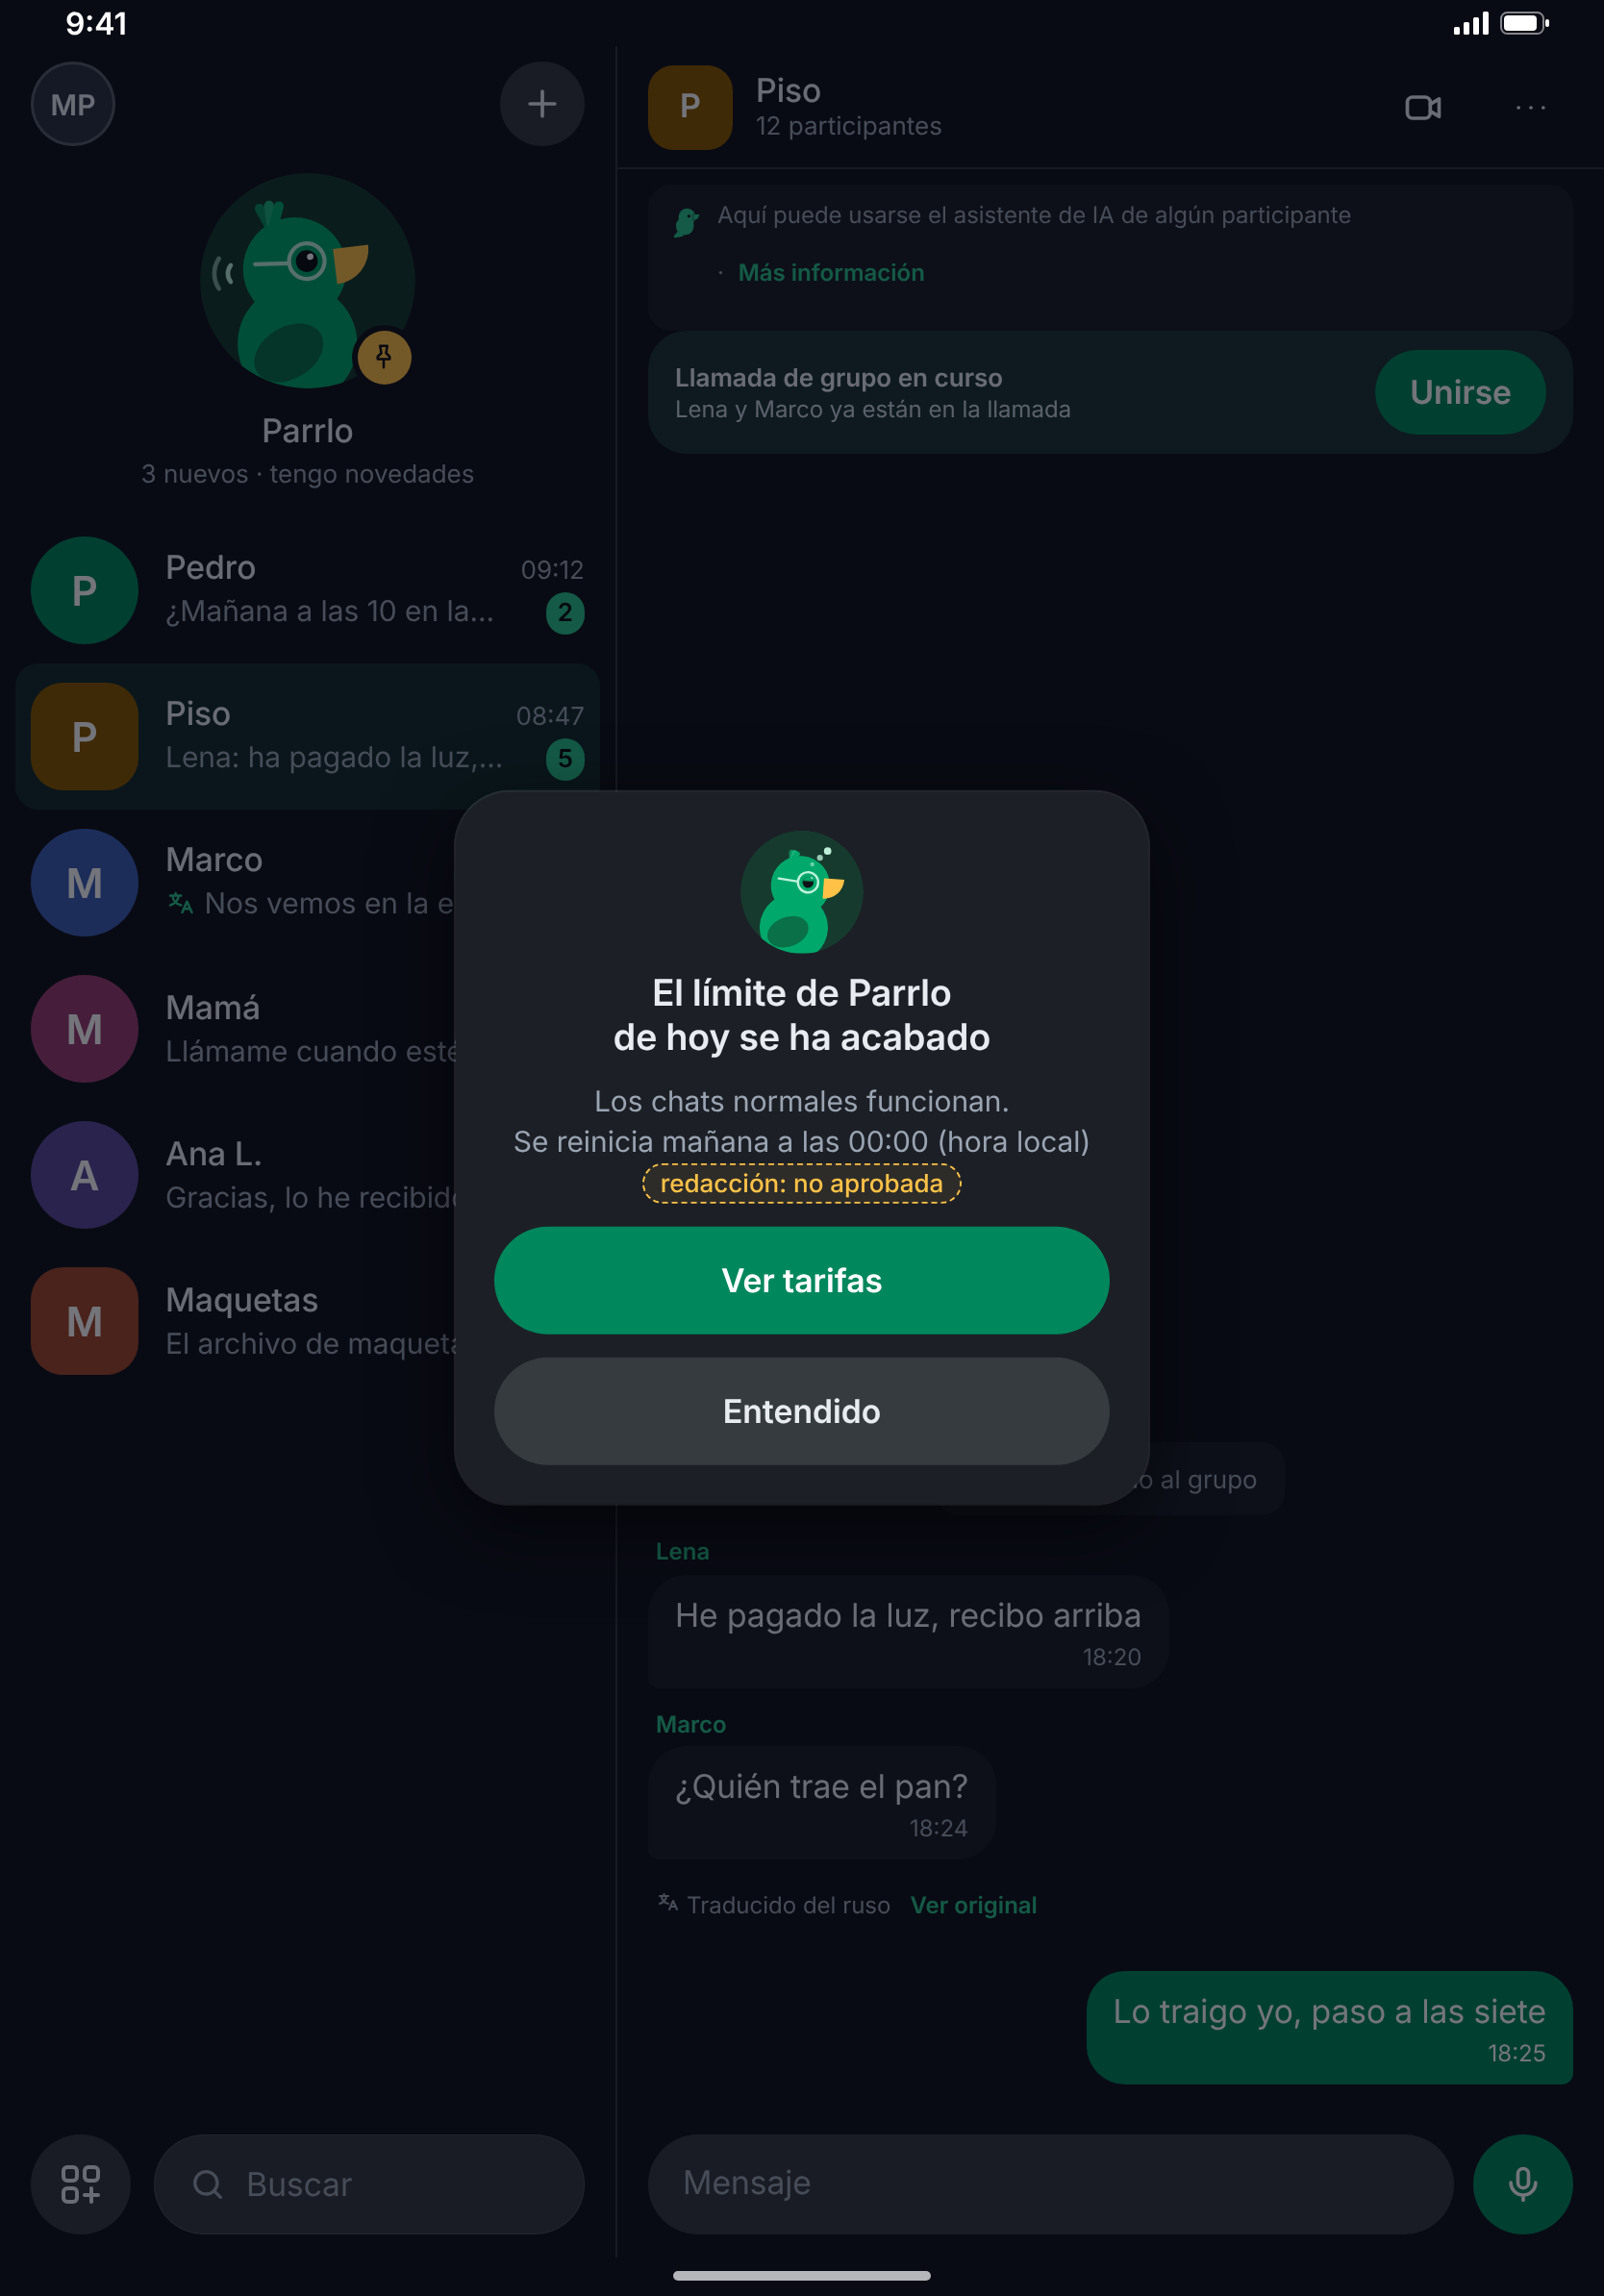 9:41
MP
Parrlo
3 nuevos · tengo novedades
P
Pedro
09:12
¿Mañana a las 10 en la...
2
P
Piso
08:47
Lena: ha pagado la luz,...
5
M
Marco
Nos vemos en la e
M
Mamá
Llámame cuando esté
A
Ana L.
Gracias, lo he recibido
M
Maquetas
El archivo de maqueta
Buscar
P
Piso
12 participantes
Aquí puede usarse el asistente de IA de algún participante
· Más información
Llamada de grupo en curso
Lena y Marco ya están en la llamada
Unirse
El límite de Parrlo
de hoy se ha acabado
Los chats normales funcionan.
Se reinicia mañana a las 00:00 (hora local)
redacción: no aprobada
Ver tarifas
Entendido
al grupo
Lena
He pagado la luz, recibo arriba
18:20
Marco
¿Quién trae el pan?
18:24
Traducido del ruso Ver original
Lo traigo yo, paso a las siete
18:25
Mensaje